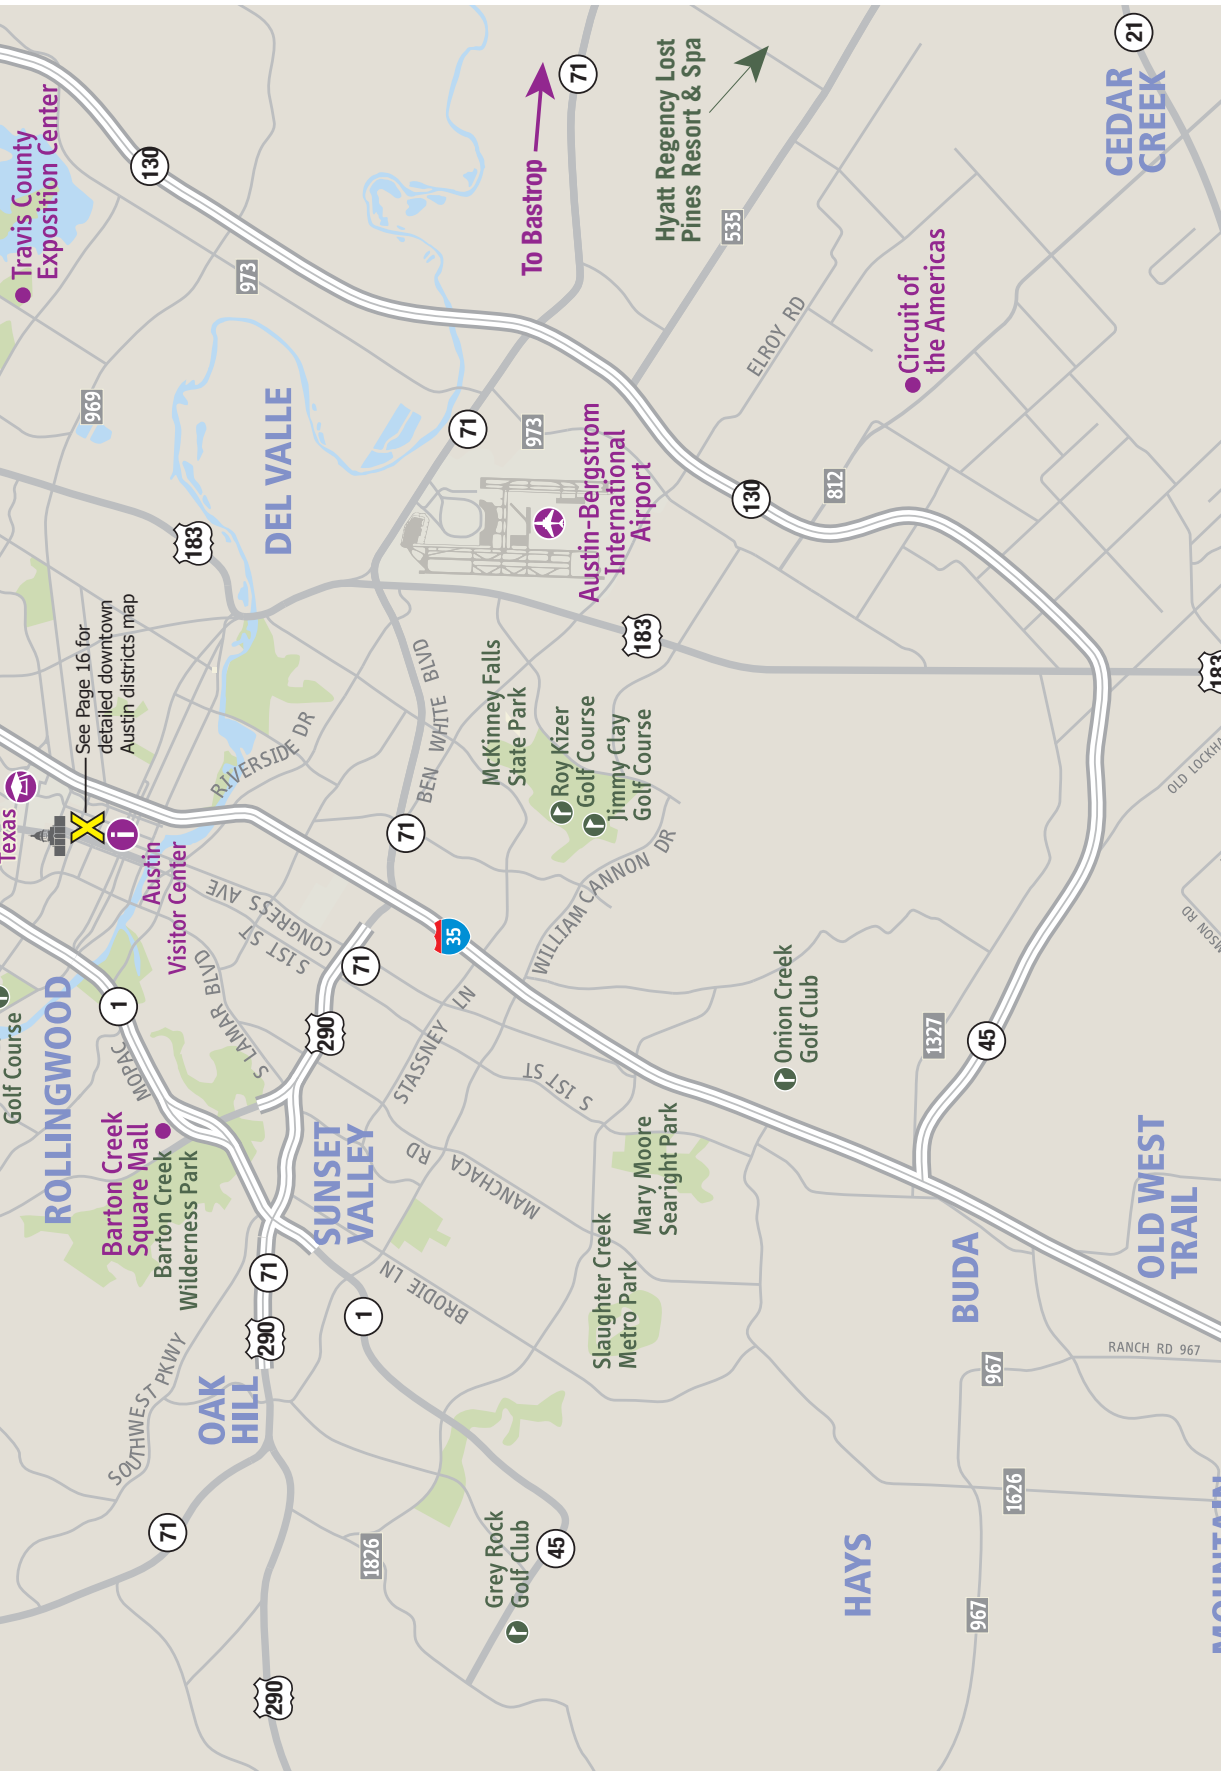 Golf Course
ROLLINGWOOD
1
MOPAC
Barton Creek
Square Mall
Barton Creek
Wilderness Park
SOUTHWEST PKWY
71
OAK
HILL
290
71
290
SUNSET
VALLEY
1
BRODIE LN
MANCHACA RD
1826
Grey Rock
Golf Club
45
Slaughter Creek
Metro Park
Mary Moore
Searight Park
S 1ST ST
STASSNEY LN
S LAMAR BLVD
290
71
S1ST ST
CONGRESS AVE
Texas
Austin
Visitor Center
i
X
See Page 16 for
detailed downtown
Austin districts map
RIVERSIDE DR
35
71
BEN WHITE BLVD
WILLIAM CANNON DR
McKinney Falls
State Park
Roy Kizer
Golf Course
Jimmy Clay
Golf Course
Onion Creek
Golf Club
183
DEL VALLE
969
Travis County
Exposition Center
130
973
71
973
Austin-Bergstrom
International
Airport
183
To Bastrop
71
Hyatt Regency Lost
Pines Resort & Spa
535
ELROY RD
130
812
Circuit of
the Americas
CEDAR
CREEK
21
183
OLD LOCKHA
MSON RD
1327
45
HAYS
BUDA
967
967
1626
RANCH RD 967
OLD WEST
TRAIL
MOUNTAIN